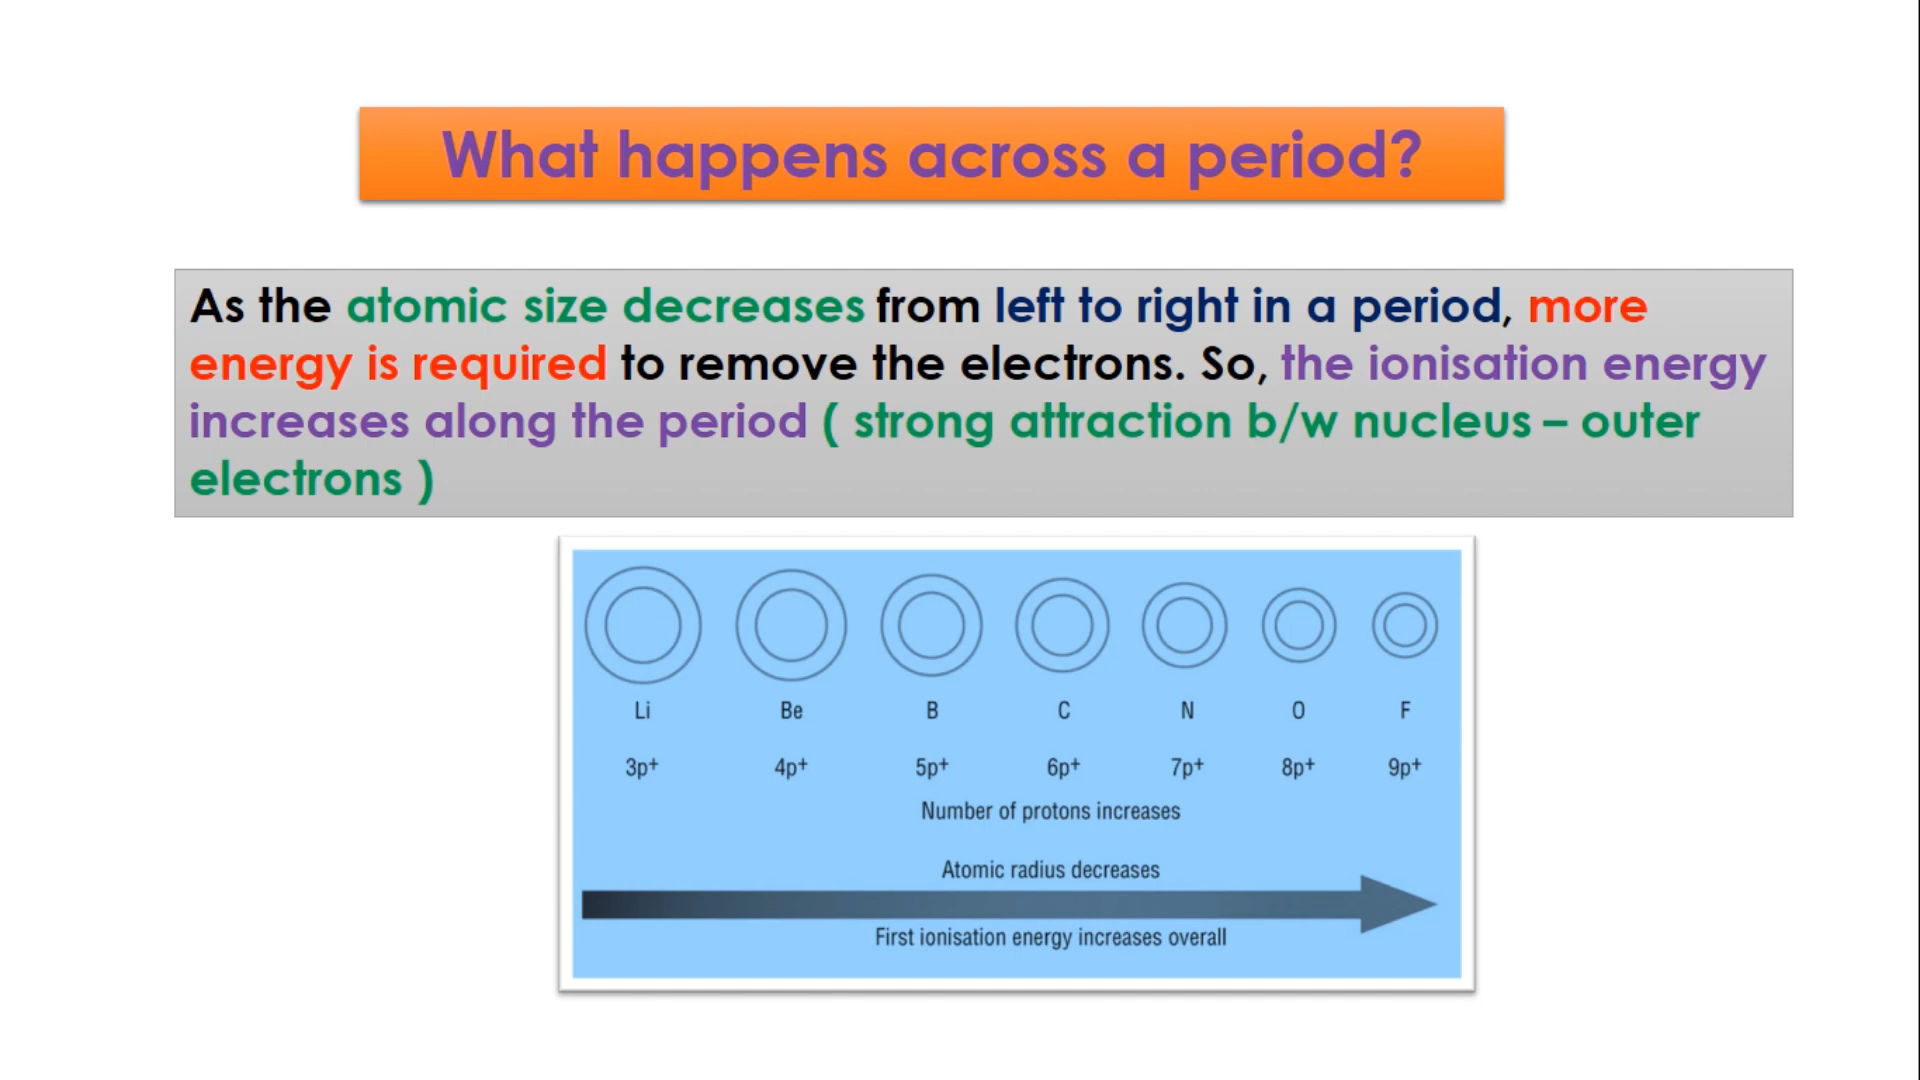 What happens across a period?
As the atomic size decreases from left to right in a period, more
energy is required to remove the electrons. So, the ionisation energy
increases along the period ( strong attraction b/w nucleus – outer
electrons )
Li Be B C N O F
3p⁺ 4p⁺ 5p⁺ 6p⁺ 7p⁺ 8p⁺ 9p⁺
Number of protons increases
Atomic radius decreases
First ionisation energy increases overall